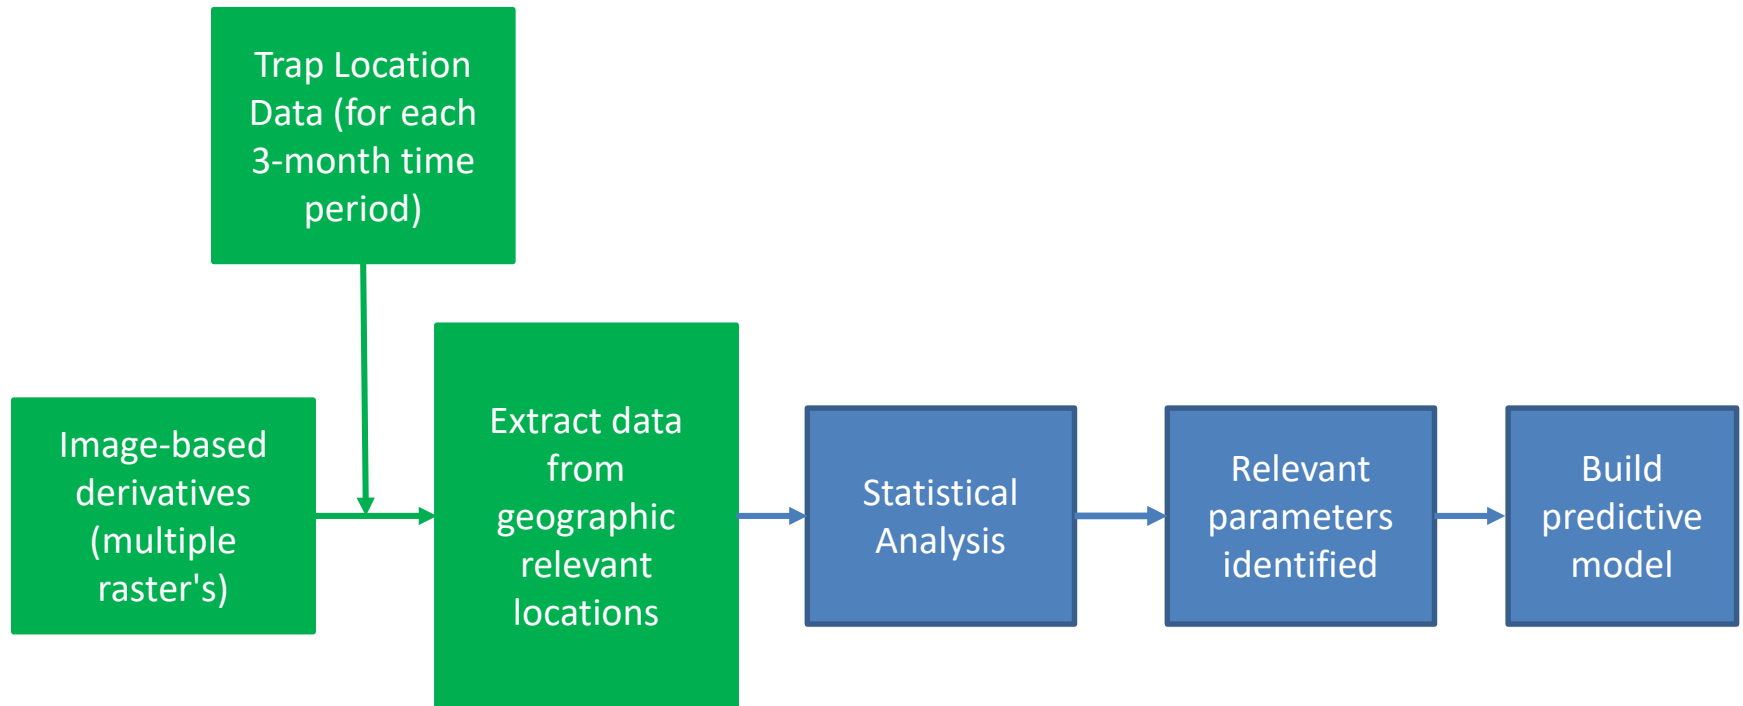 Trap Location
Data (for each
3-month time
period)
Image-based
derivatives
(multiple
raster's)
Extract data
from
geographic
relevant
locations
Statistical
Analysis
Relevant
parameters
identified
Build
predictive
model